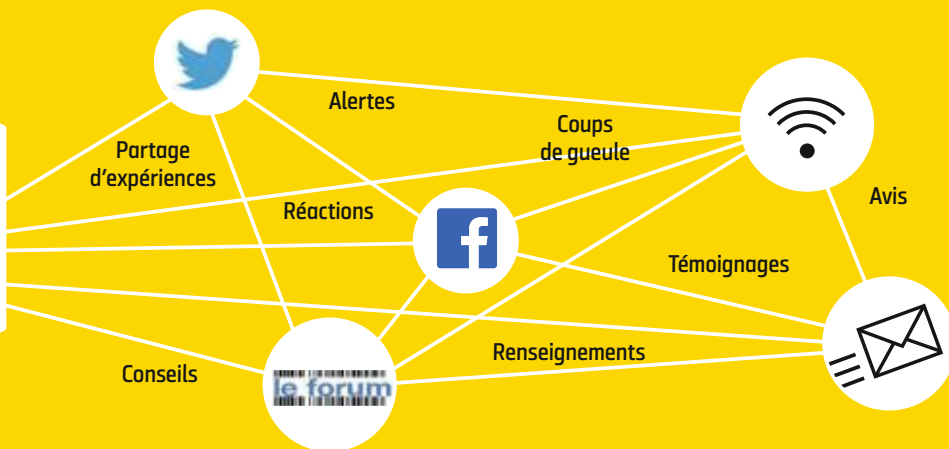 Alertes
Coups
de gueule
Partage
d'expériences
Avis
Réactions
f
Témoignages
Renseignements
Conseils
le forum